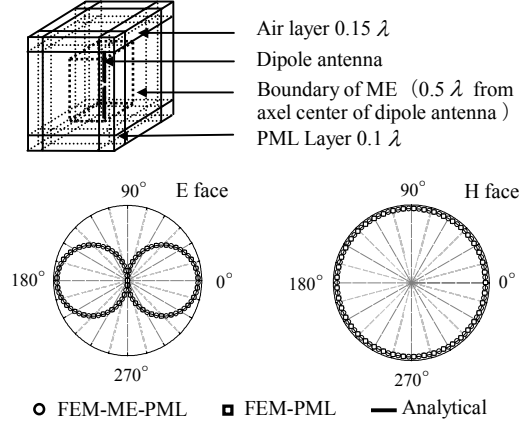 Air layer 0.15 λ
Dipole antenna
Boundary of ME （0.5 λ from
axel center of dipole antenna ）
PML Layer 0.1 λ
90° E face
180° 0°
270°
90° H face
180° 0°
270°
FEM-ME-PML FEM-PML Analytical